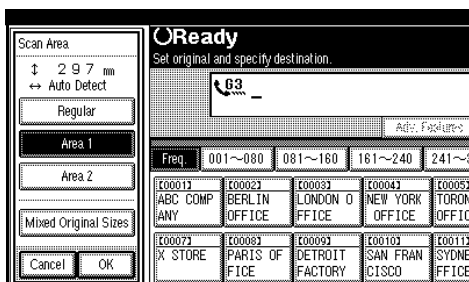 Scan Area
↕ 297 mm
↔ Auto Detect
Regular
Area 1
Area 2
Mixed Original Sizes
Cancel OK
Ready
Set original and specify destination.
G3 _
Adv. Features
Freq. 001~080 081~160 161~240 241~
[0001] [0002] [0003] [0004] [0005]
ABC COMP BERLIN LONDON O NEW YORK TORON
ANY OFFICE FFICE OFFICE OFFIC
[0007] [0008] [0009] [0010] [0011]
X STORE PARIS OF DETROIT SAN FRAN SYDNE
FICE FACTORY CISCO FFICE